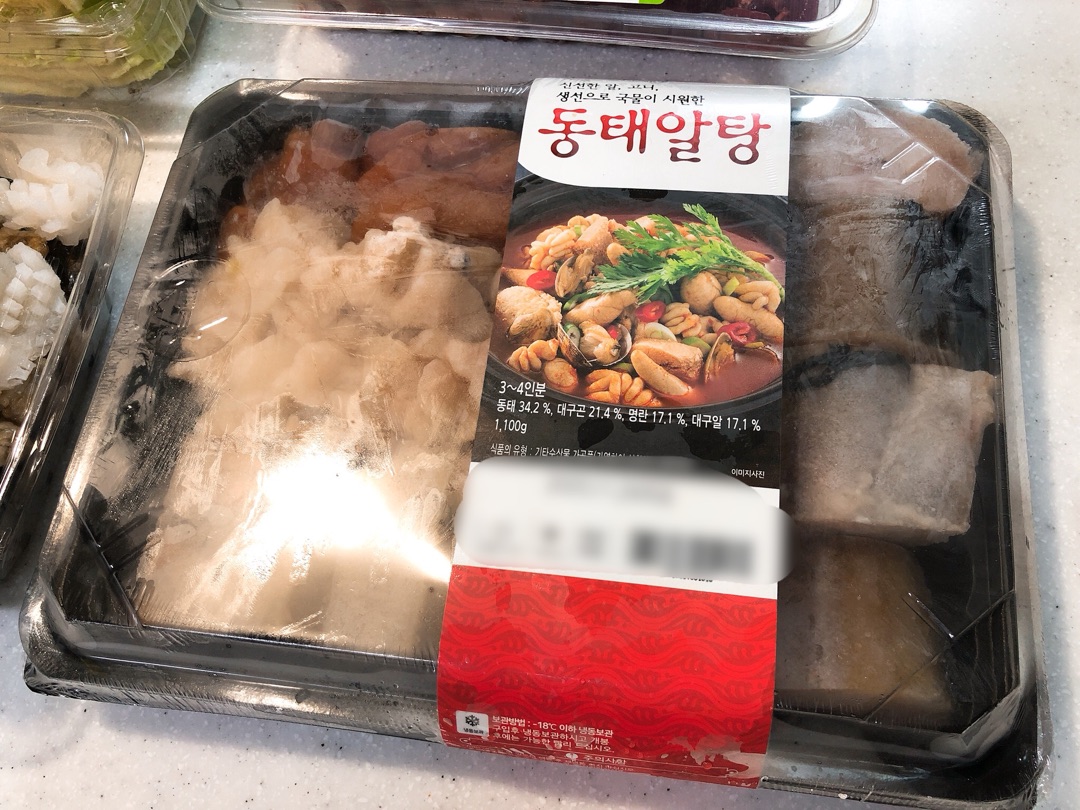 신선한 알, 고니,
생선으로 국물이 시원한
동태알탕
3~4인분
동태 34.2 %, 대구곤 21.4 %, 명란 17.1 %, 대구알 17.1 %
1,100g
식품의 유형 : 기타수산물
이미지사진
냉동보관
보관방법 : -18℃ 이하 냉동보관
구입후 냉동보관하시고 개봉
후에는 가능한 빨리 드십시오.
주의사항